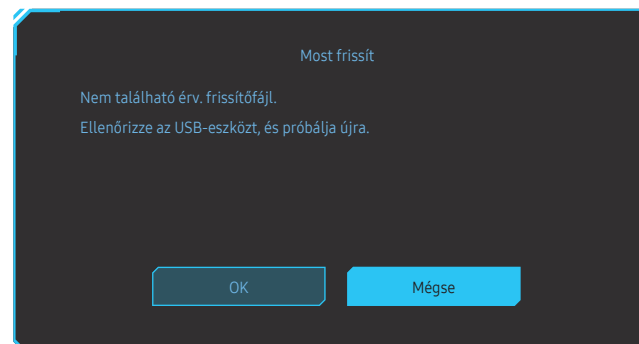 Most frissít
Nem található érv. frissítőfájl.
Ellenőrizze az USB-eszközt, és próbálja újra.
OK
Mégse